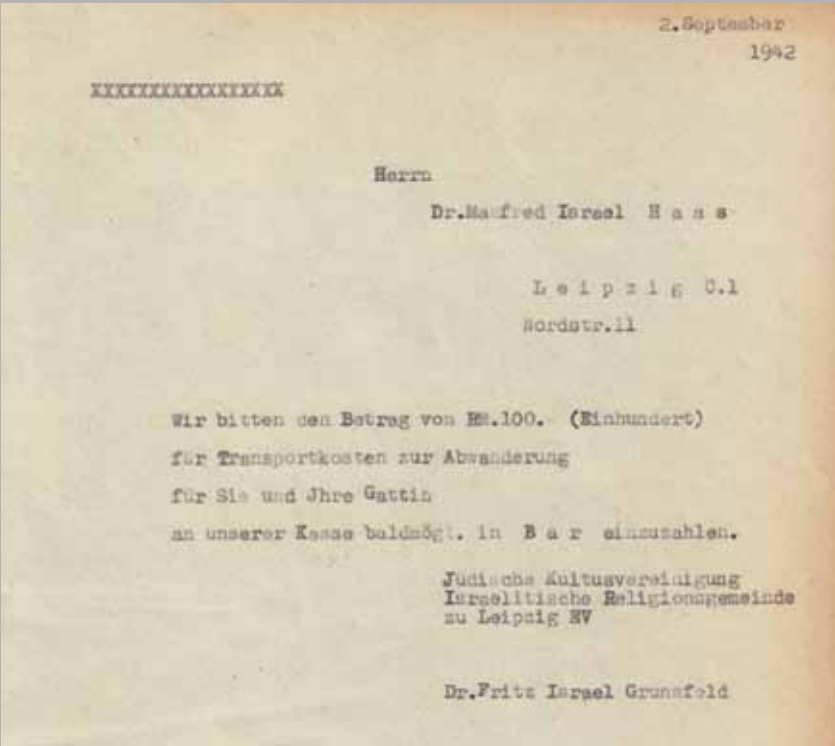 2.September
1942
XXXXXXXXXXXXXXXXX
Herrn
Dr.Manfred Israel H a a s
L e i p z i g C.1
Nordstr.11
Wir bitten den Betrag von RM.100. (Einhundert)
für Transportkosten zur Abwanderung
für Sie und Jhre Gattin
an unserer Kasse baldmögl. in B a r einzuzahlen.
Jüdische Kultusvereinigung
Israelitische Religionsgemeinde
zu Leipzig EV
Dr.Fritz Israel Grunsfeld